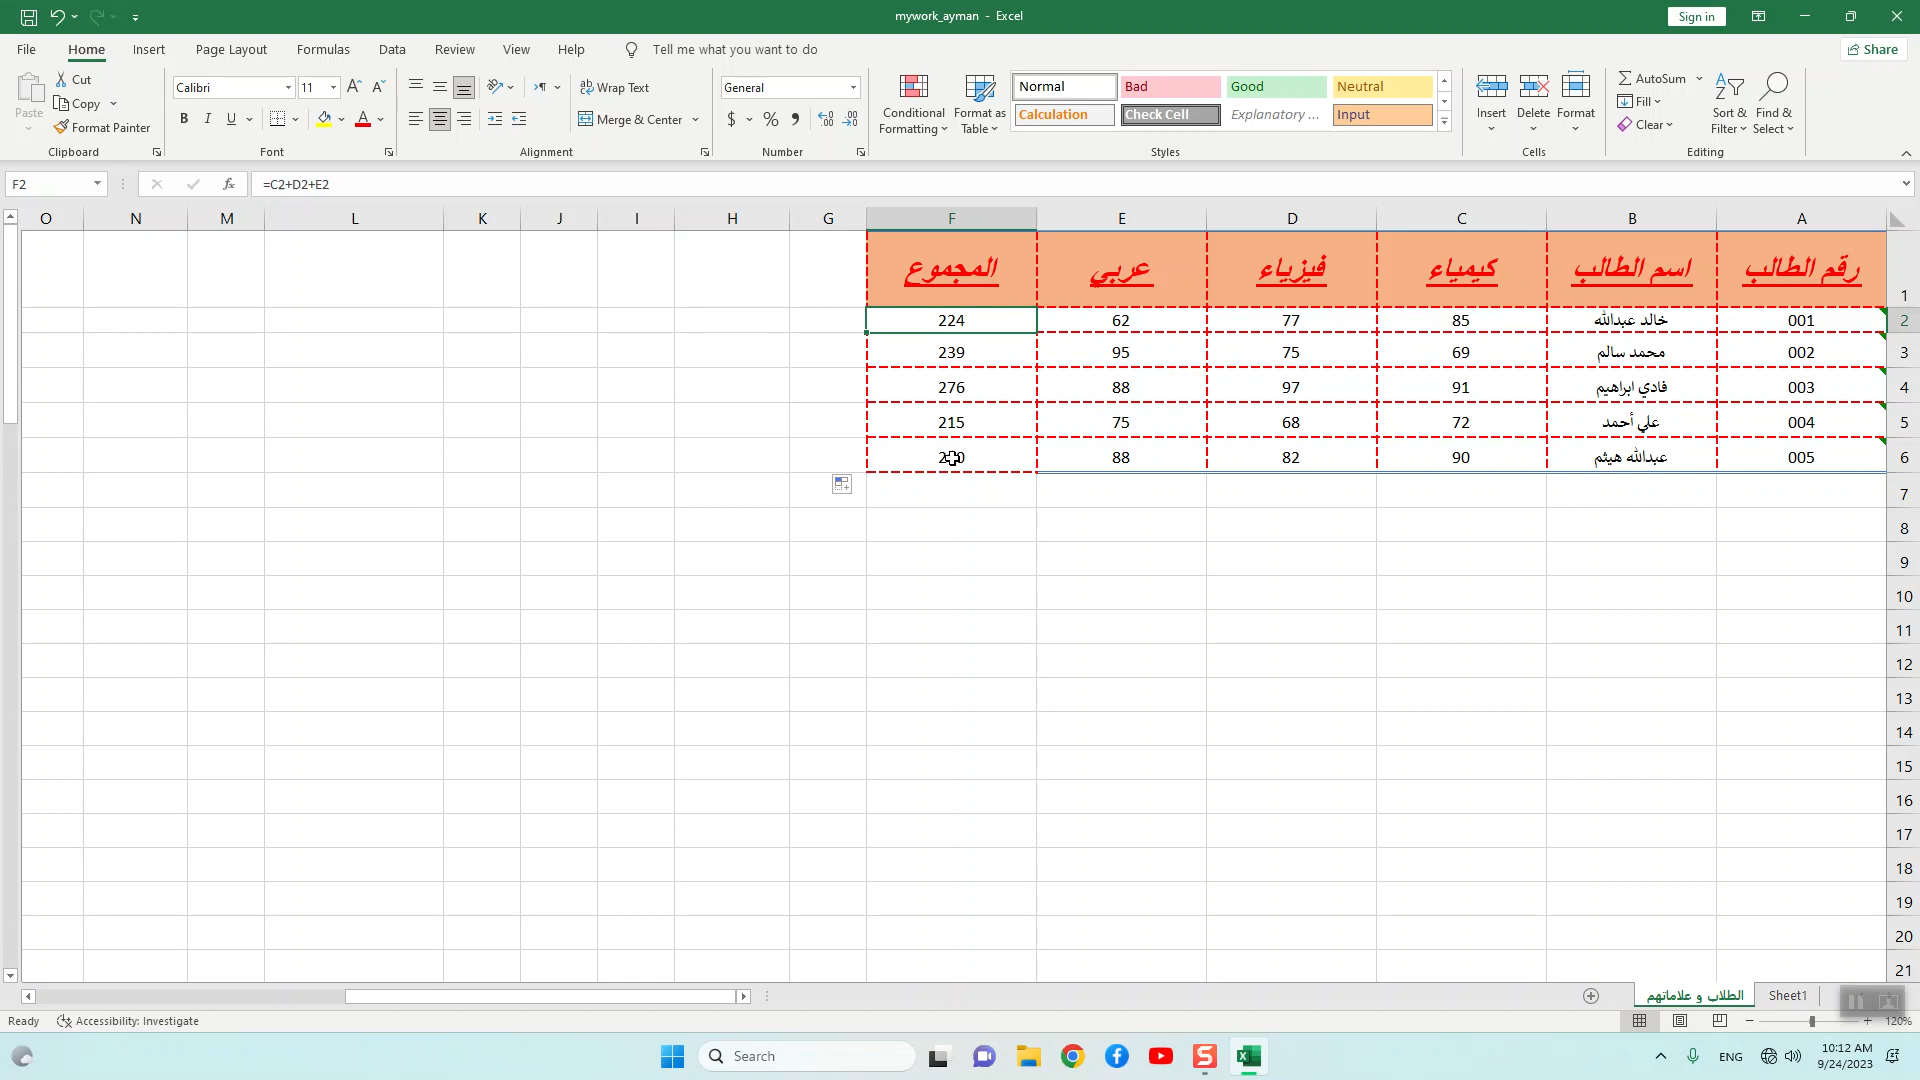 mywork_ayman - Excel
Sign in
File Home Insert Page Layout Formulas Data Review View Help Tell me what you want to do Share
Paste
Cut
Copy
Format Painter
Clipboard
Calibri 11
B I U
Font
Wrap Text
Merge & Center
Alignment
General
$ %
Number
Conditional Formatting
Format as Table
Normal Bad Good Neutral
Calculation Check Cell Explanatory ... Input
Styles
Insert Delete Format
Cells
AutoSum
Fill
Clear
Sort & Filter
Find & Select
Editing
F2 fx =C2+D2+E2
O N M L K J I H G F E D C B A
رقم الطالب اسم الطالب كيمياء فيزياء عربي المجموع
1
2 001 خالد عبدالله 85 77 62 224
3 002 محمد سالم 69 75 95 239
4 003 فادي ابراهيم 91 97 88 276
5 004 علي أحمد 72 68 75 215
6 005 عبدالله هيثم 90 82 88
7
8
9
10
11
12
13
14
15
16
17
18
19
20
21
الطلاب و علاماتهم Sheet1
Ready Accessibility: Investigate 120%
Search
ENG
10:12 AM
9/24/2023